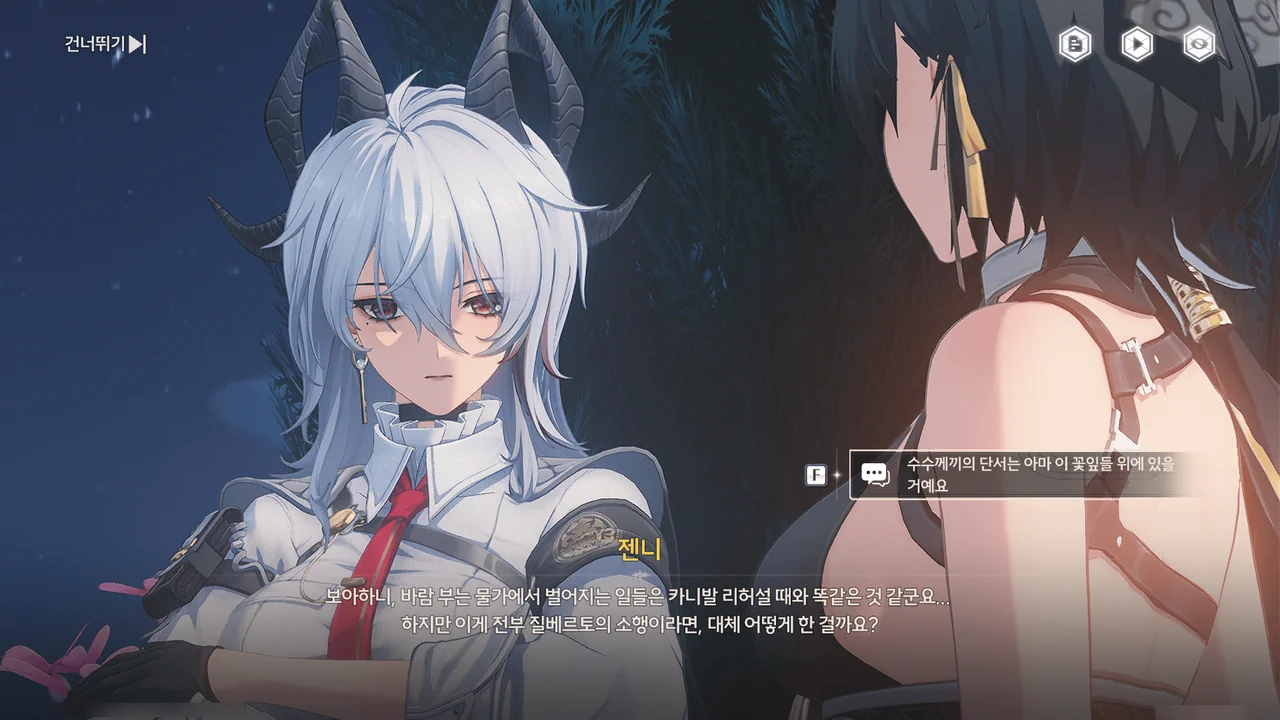 건너뛰기
F
수수께끼의 단서는 아마 이 꽃잎들 위에 있을
거예요
젠니
보아하니, 바람 부는 물가에서 벌어지는 일들은 카니발 리허설 때와 똑같은 것 같군요...
하지만 이게 전부 질베르토의 소행이라면, 대체 어떻게 한 걸까요?